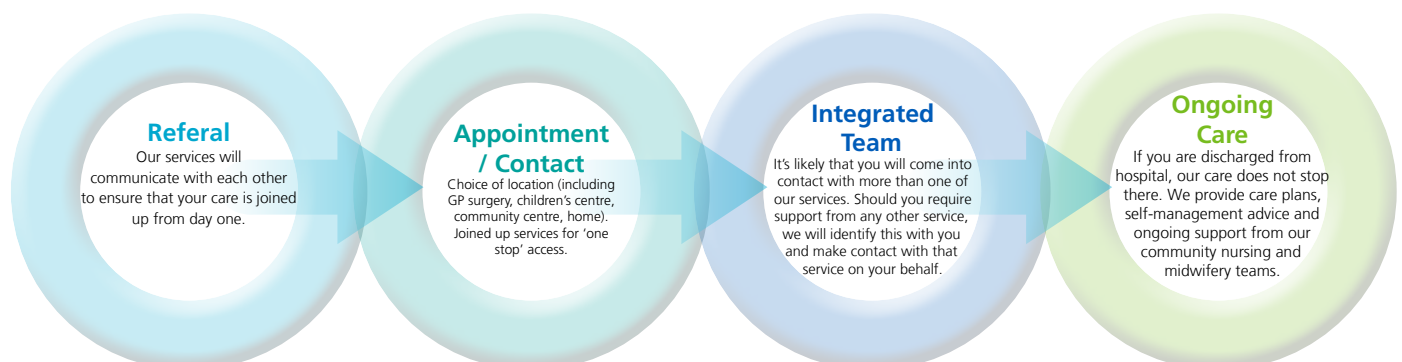 Referal
Our services will
communicate with each other
to ensure that your care is joined
up from day one.
Appointment
/ Contact
Choice of location (including
GP surgery, children’s centre,
community centre, home).
Joined up services for ‘one
stop’ access.
Integrated
Team
It’s likely that you will come into
contact with more than one of
our services. Should you require
support from any other service,
we will identify this with you
and make contact with that
service on your behalf.
Ongoing
Care
If you are discharged from
hospital, our care does not stop
there. We provide care plans,
self-management advice and
ongoing support from our
community nursing and
midwifery teams.